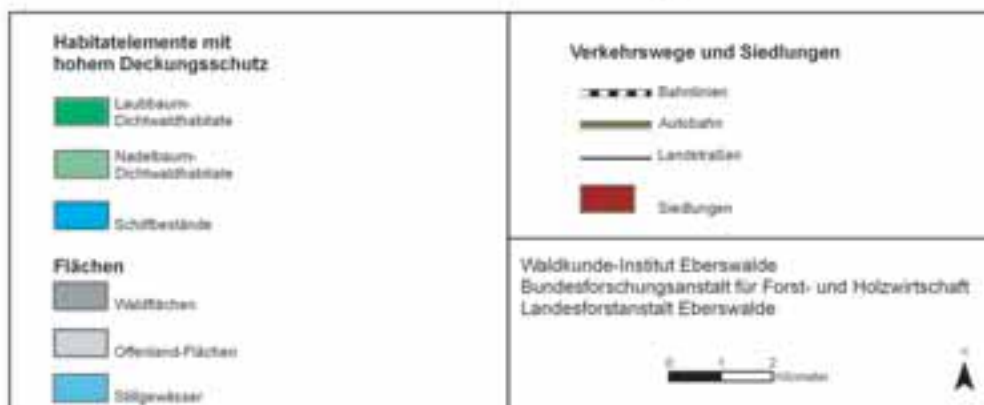 Habitatelemente mit
hohem Deckungsschutz
Laubbaum-
Dichtwaldhabitate
Nadelbaum-
Dichtwaldhabitate
Schilfbestände
Flächen
Waldflächen
Offenland-Flächen
Stillgewässer
Verkehrswege und Siedlungen
Bahnlinien
Autobahn
Landstraßen
Siedlungen
Waldkunde-Institut Eberswalde
Bundesforschungsanstalt für Forst- und Holzwirtschaft
Landesforstanstalt Eberswalde
0 1 2
Kilometer